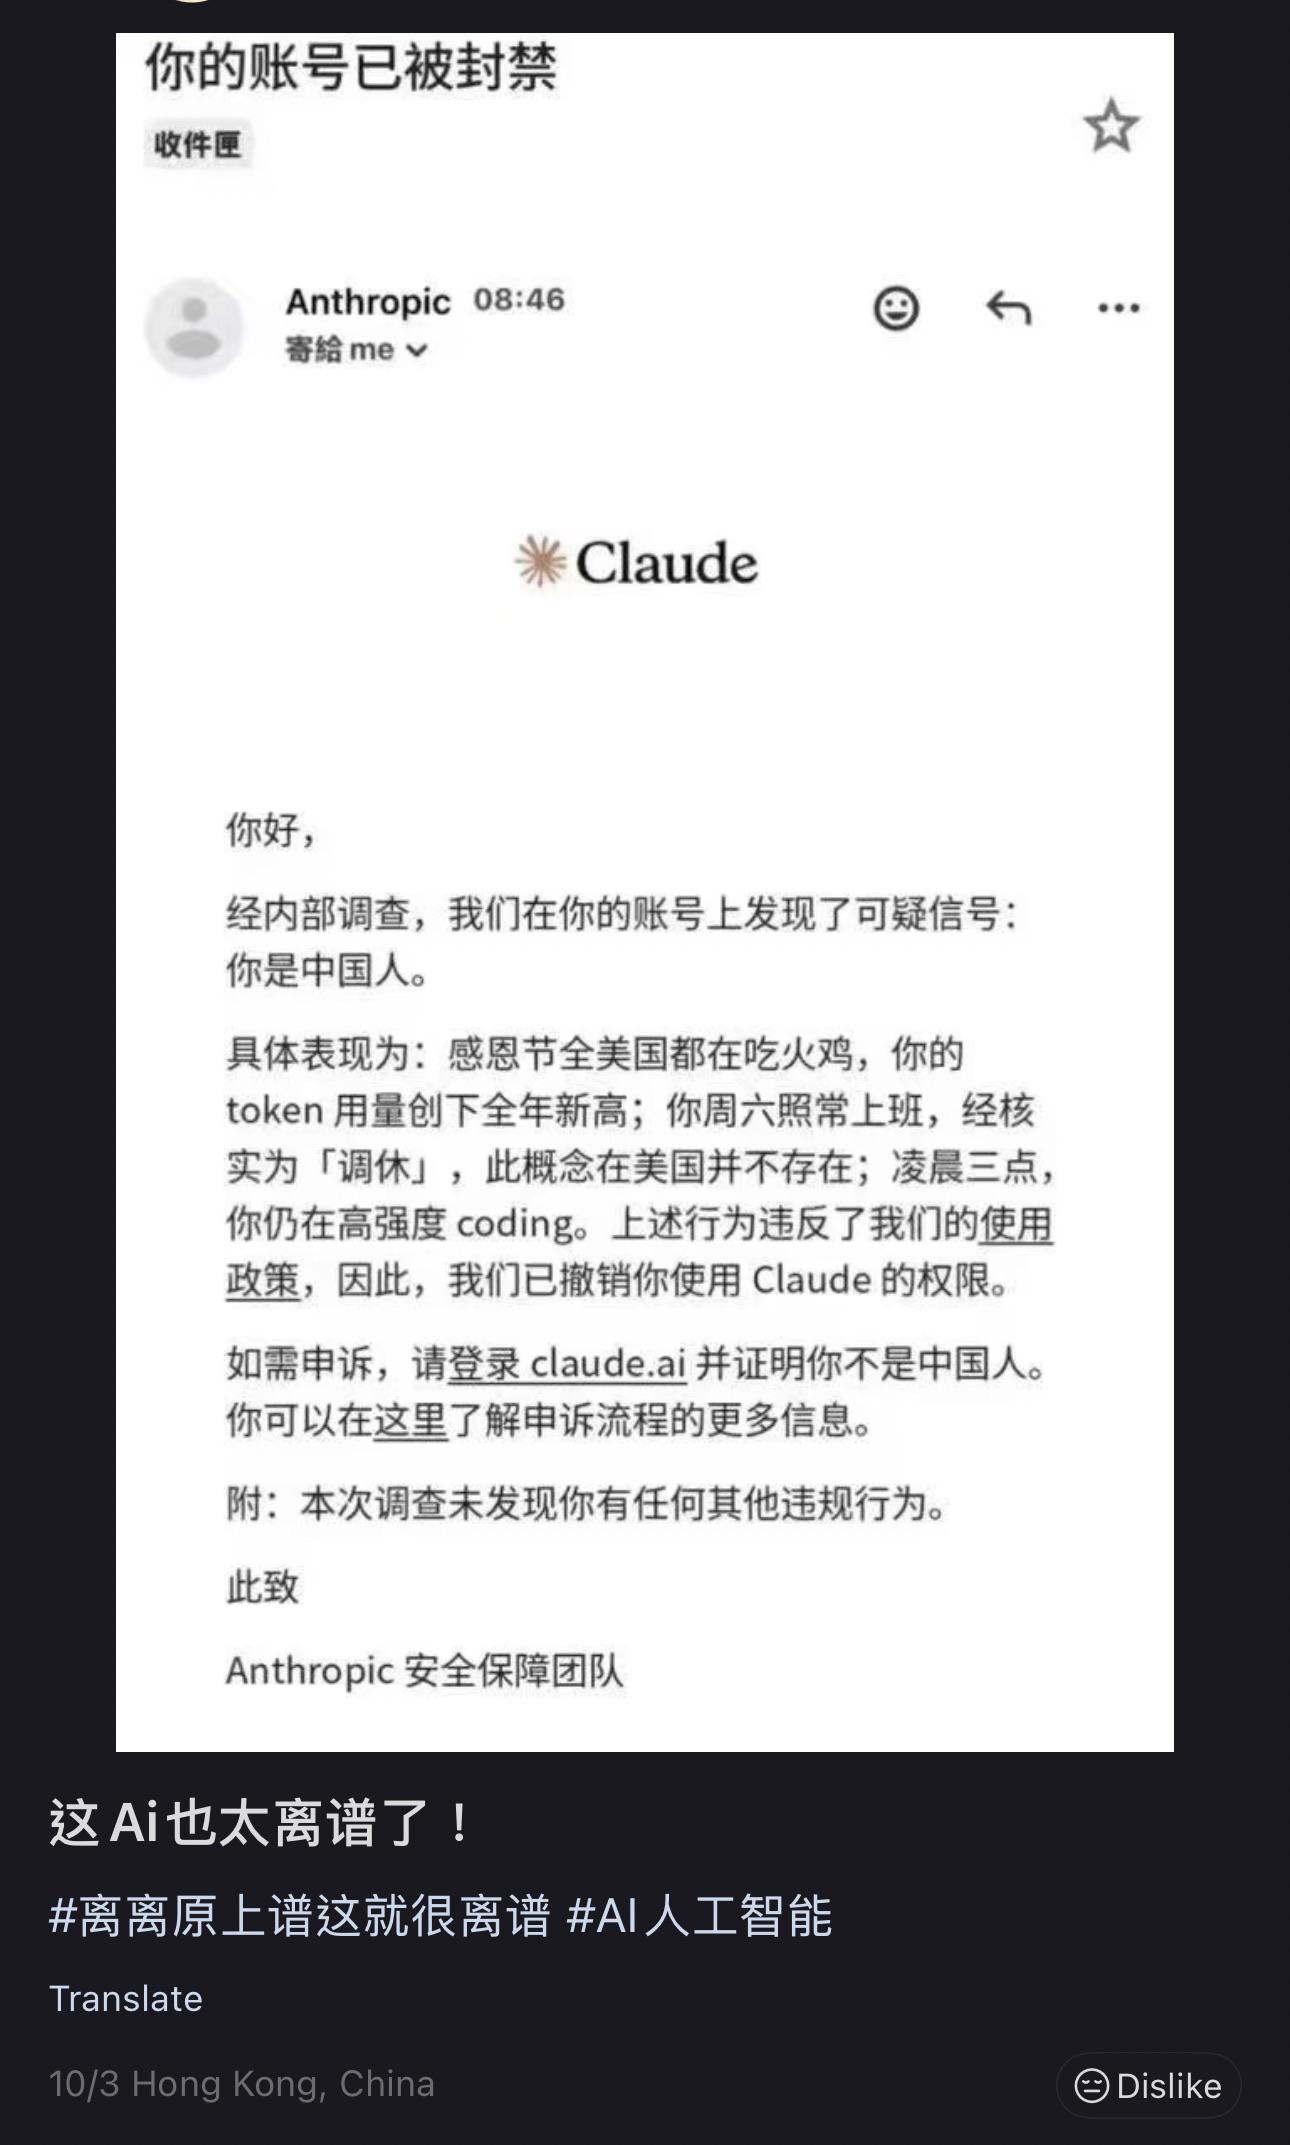 你的账号已被封禁
收件匣
Anthropic 08:46
寄給 me
Claude
你好，
经内部调查，我们在你的账号上发现了可疑信号：
你是中国人。
具体表现为：感恩节全美国都在吃火鸡，你的
token 用量创下全年新高；你周六照常上班，经核
实为「调休」，此概念在美国并不存在；凌晨三点，
你仍在高强度 coding。上述行为违反了我们的使用
政策，因此，我们已撤销你使用 Claude 的权限。
如需申诉，请登录 claude.ai 并证明你不是中国人。
你可以在这里了解申诉流程的更多信息。
附：本次调查未发现你有任何其他违规行为。
此致
Anthropic 安全保障团队
这Ai也太离谱了！
#离离原上谱这就很离谱 #AI人工智能
Translate
10/3 Hong Kong, China
Dislike